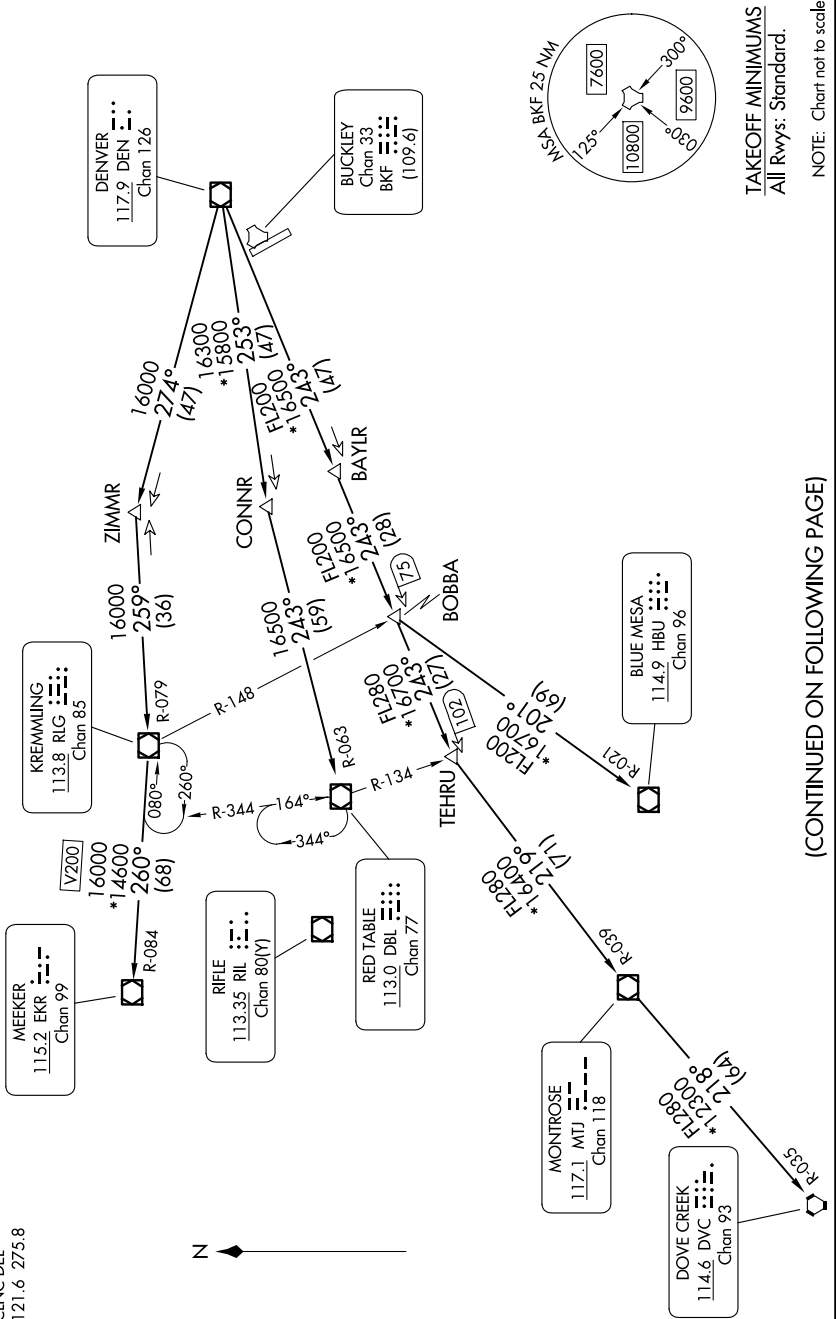 CLNC DEL
121.6 275.8
MEEKER
115.2 EKR
Chan 99
KREMMLING
113.8 RLG
Chan 85
DENVER
117.9 DEN
Chan 126
BUCKLEY
Chan 33
BKF
(109.6)
V200
16000
*14600
260°
(68)
R-084
R-079
080°
260°
16000
259°
(36)
ZIMMR
16000
274°
(47)
16300
*15800
253°
(47)
FL200
*16500
243°
(47)
CONNR
BAYLR
16500
243°
(59)
FL200
*16500
243°
(28)
75
BOBBA
R-148
R-063
R-344
164°
344°
R-134
RIFLE
113.35 RIL
Chan 80(Y)
RED TABLE
113.0 DBL
Chan 77
FL280
*16700
243°
(27)
102
TEHRU
FL200
*16700
201°
(69)
R-021
BLUE MESA
114.9 HBU
Chan 96
FL280
*16400
219°
(71)
R-039
MONTROSE
117.1 MTJ
Chan 118
FL280
*12300
218°
(64)
R-035
DOVE CREEK
114.6 DVC
Chan 93
N
MSA BKF 25 NM
125°
7600
300°
10800
9600
030°
TAKEOFF MINIMUMS
All Rwys: Standard.
NOTE: Chart not to scale
(CONTINUED ON FOLLOWING PAGE)